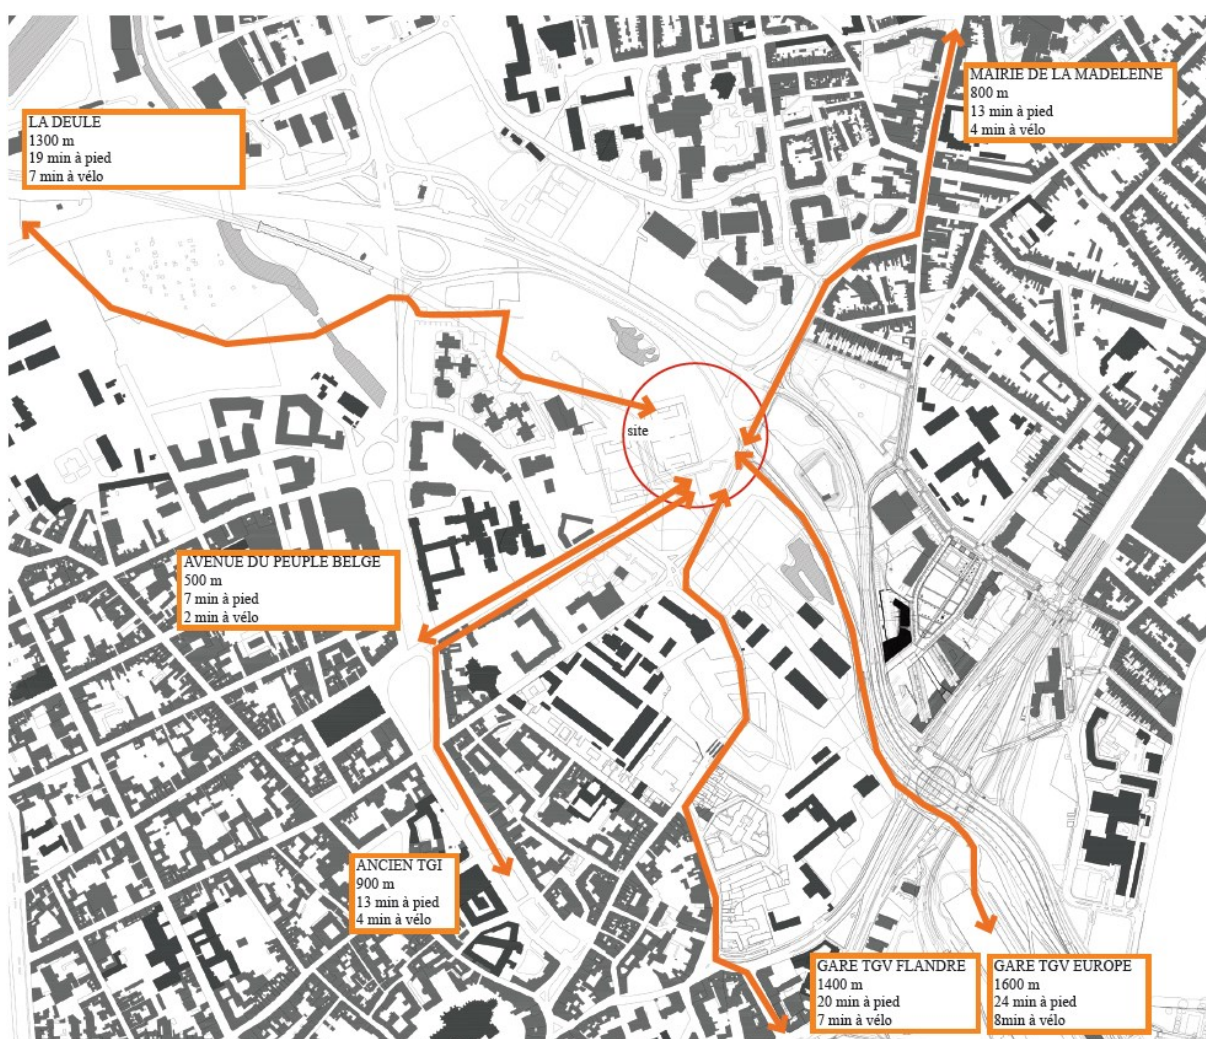 MAIRIE DE LA MADELEINE
800 m
13 min à pied
4 min à vélo
LA DEULE
1300 m
19 min à pied
7 min à vélo
site
AVENUE DU PEUPLE BELGE
500 m
7 min à pied
2 min à vélo
ANCIEN TGI
900 m
13 min à pied
4 min à vélo
GARE TGV FLANDRE
1400 m
20 min à pied
7 min à vélo
GARE TGV EUROPE
1600 m
24 min à pied
8min à vélo